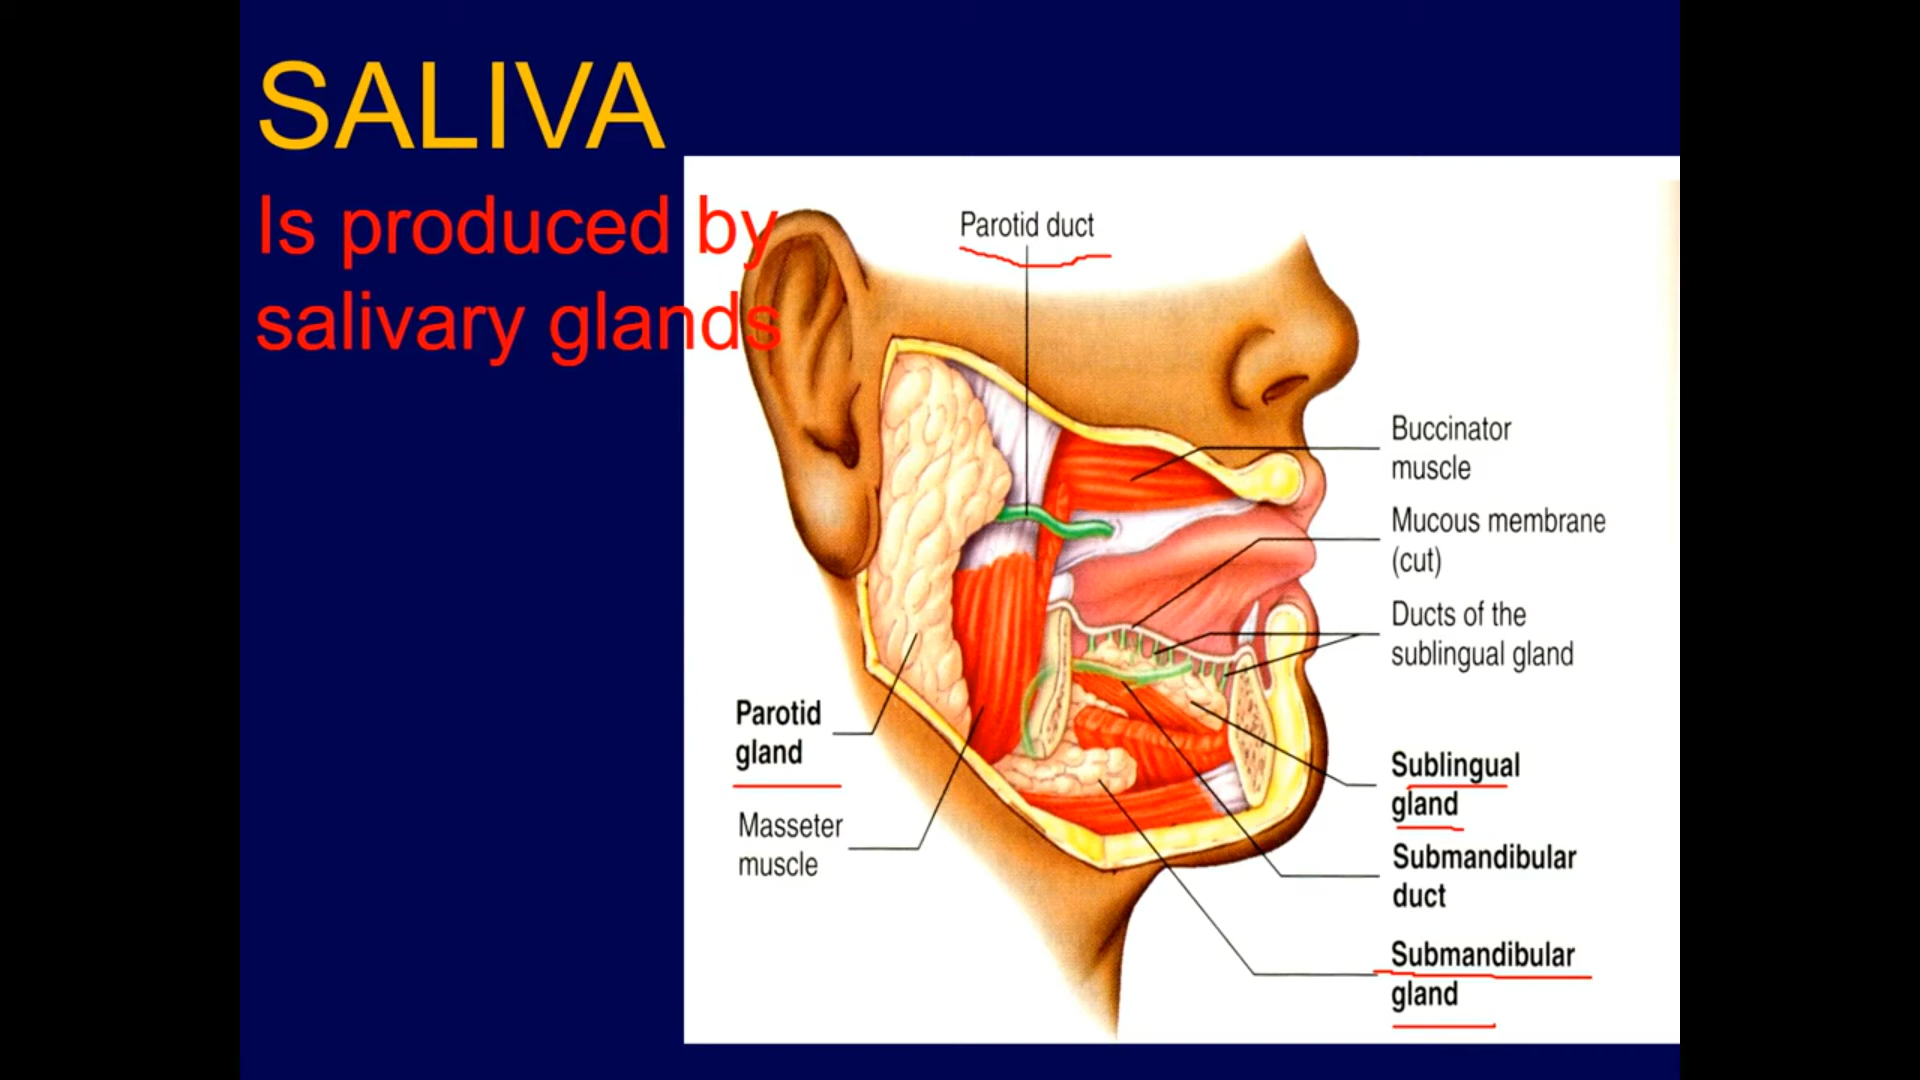 SALIVA
Is produced by
salivary glands
Parotid duct
Buccinator
muscle
Mucous membrane
(cut)
Ducts of the
sublingual gland
Parotid
gland
Masseter
muscle
Sublingual
gland
Submandibular
duct
Submandibular
gland